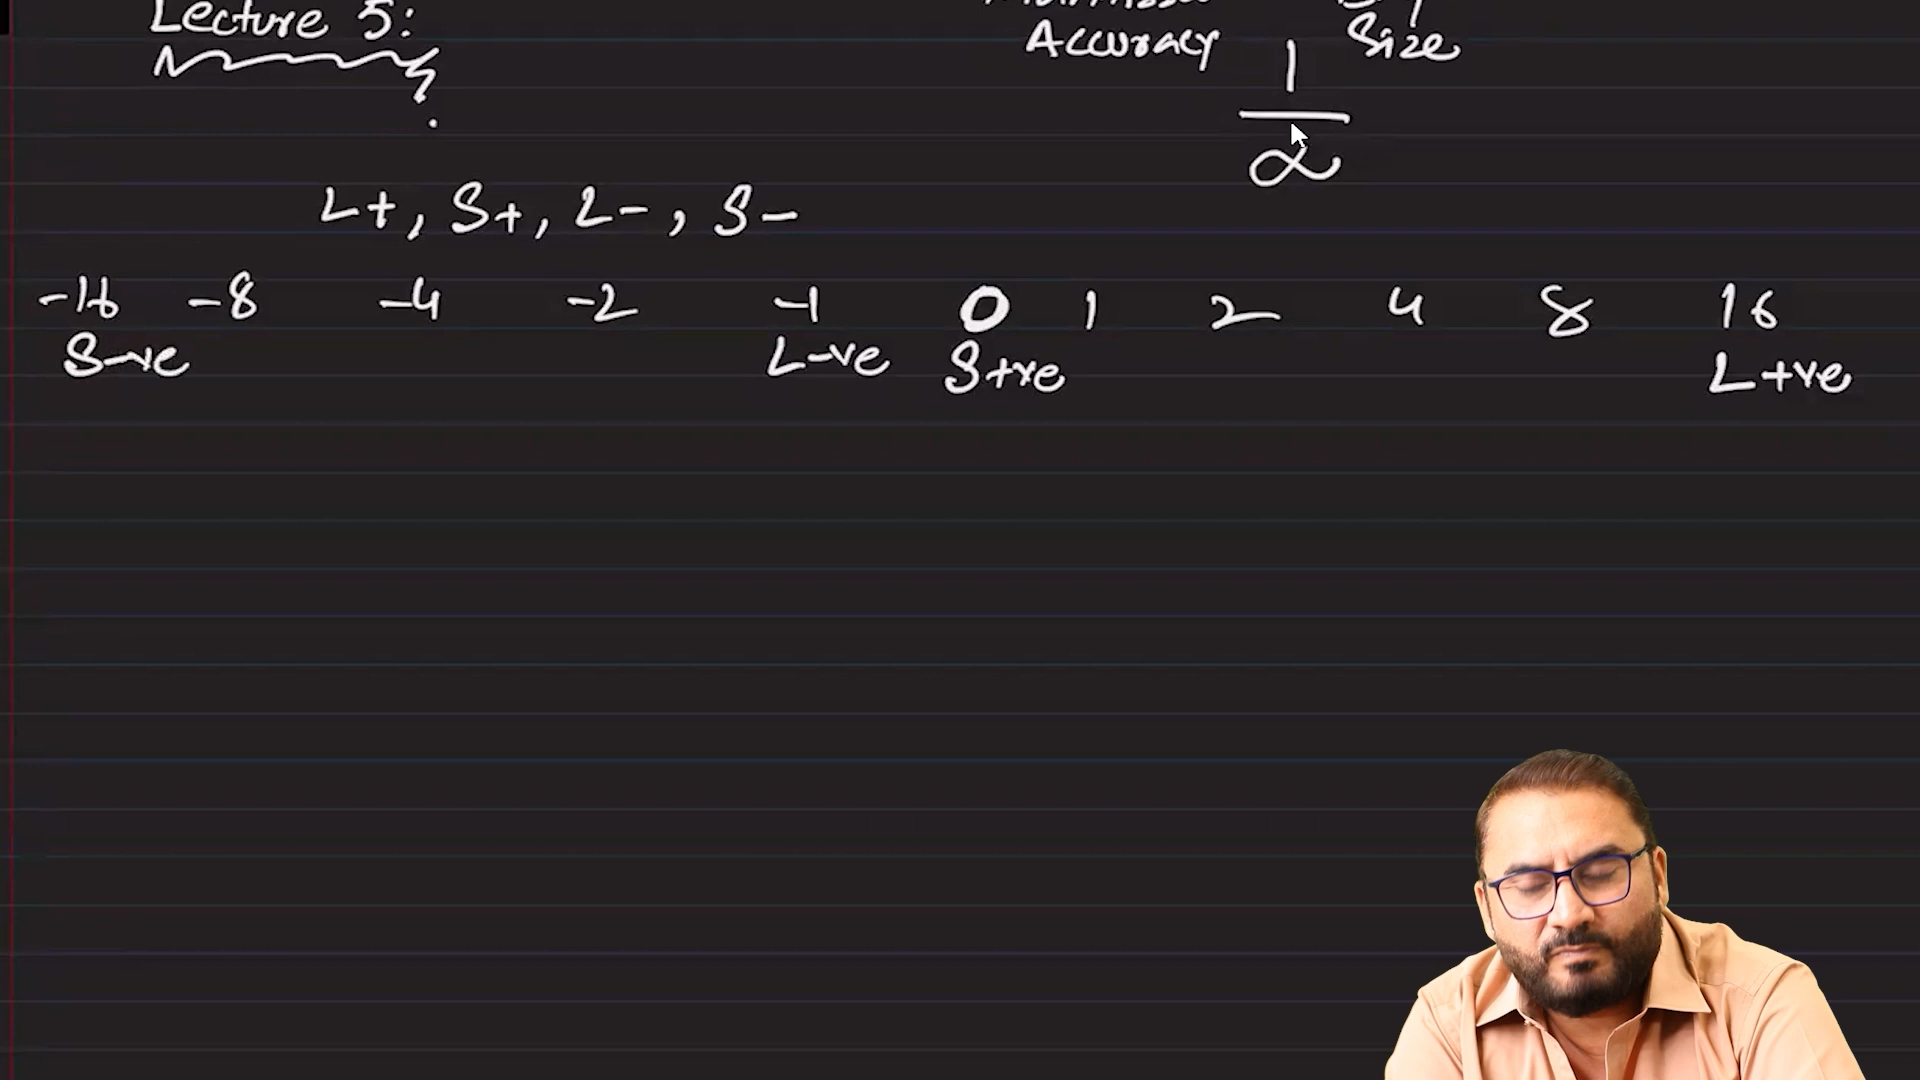 Lecture 5:
Accuracy Size
1
∝
L+, S+, L-, S-
-16 -8 -4 -2 -1 0 1 2 4 8 16
S-ve L-ve S+ve L+ve